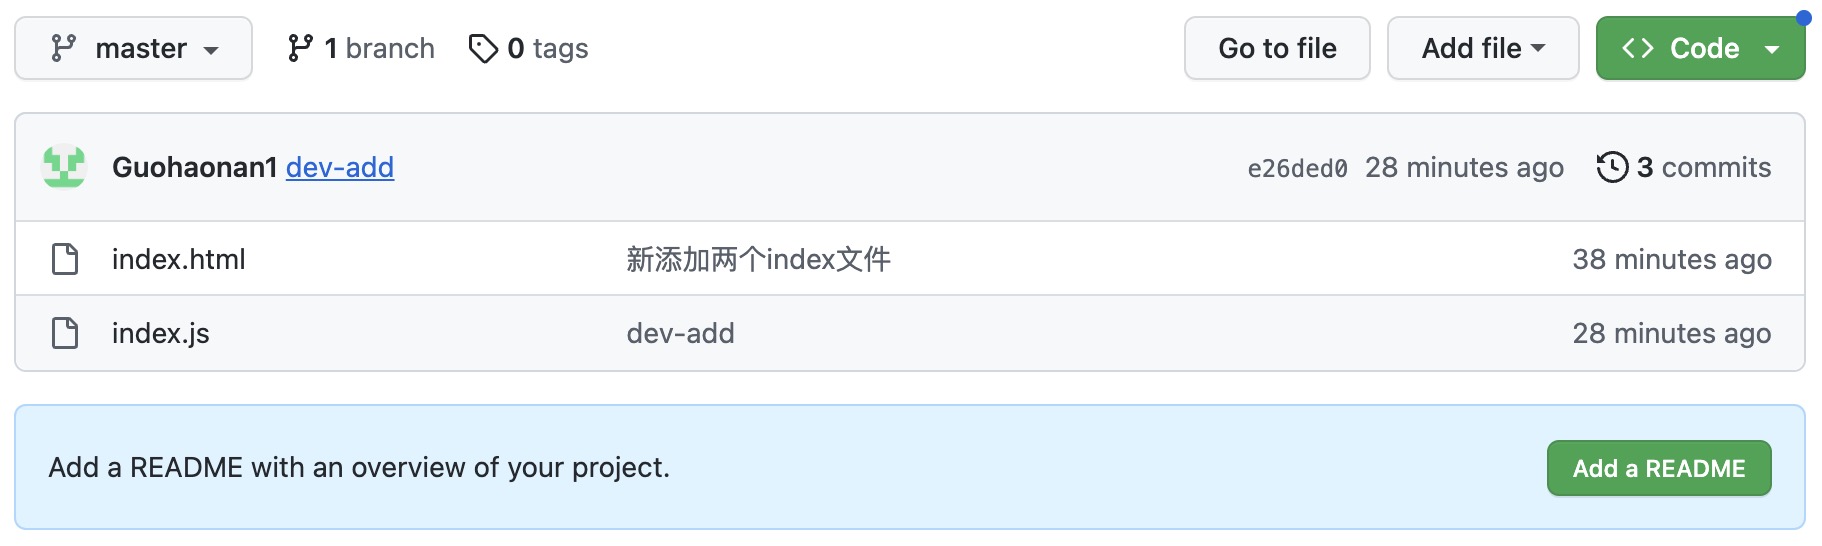 master 1 branch 0 tags Go to file Add file <> Code
Guohaonan1 dev-add e26ded0 28 minutes ago 3 commits
index.html 新添加两个index文件 38 minutes ago
index.js dev-add 28 minutes ago
Add a README with an overview of your project. Add a README